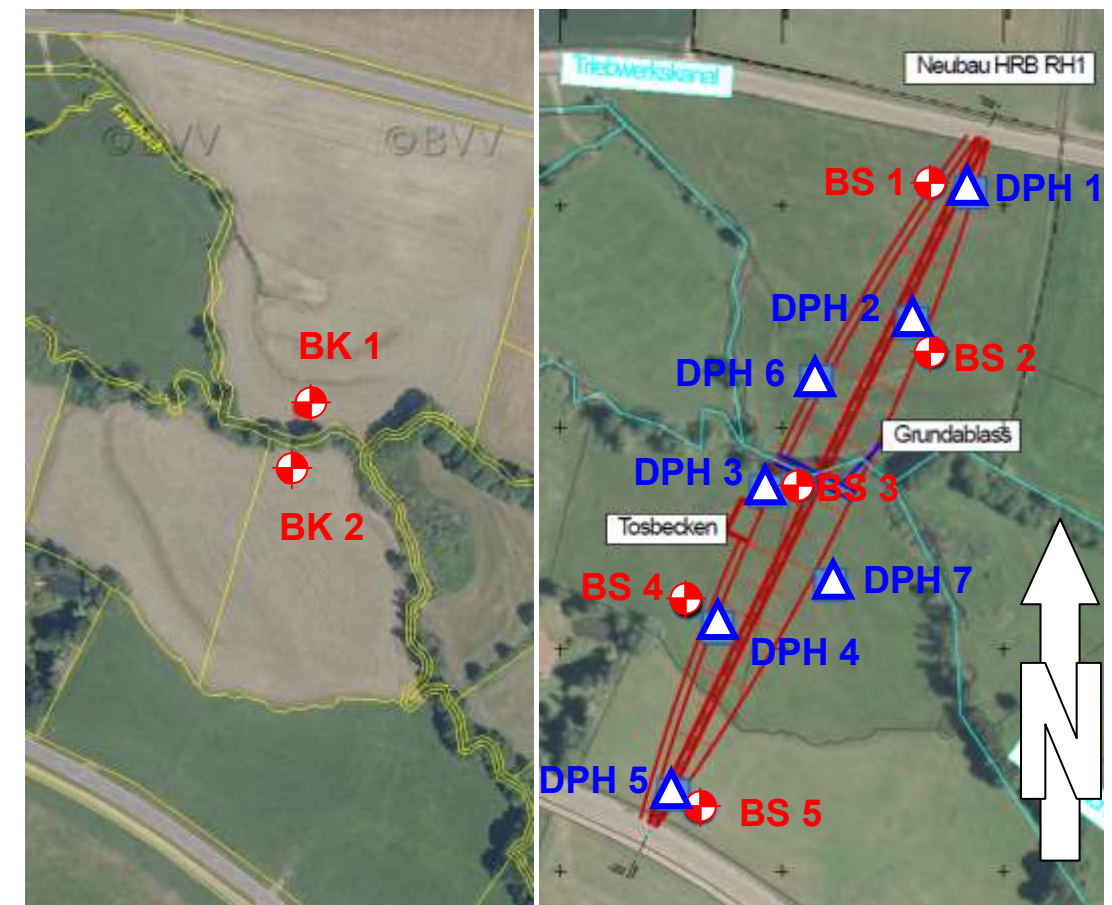 ©BVV
©BVV
BK 1
BK 2
Triebwerkskanal
Neubau HRB RH1
BS 1
DPH 1
DPH 2
BS 2
DPH 6
Grundablass
DPH 3
BS 3
Tosbecken
DPH 7
BS 4
DPH 4
DPH 5
BS 5
N